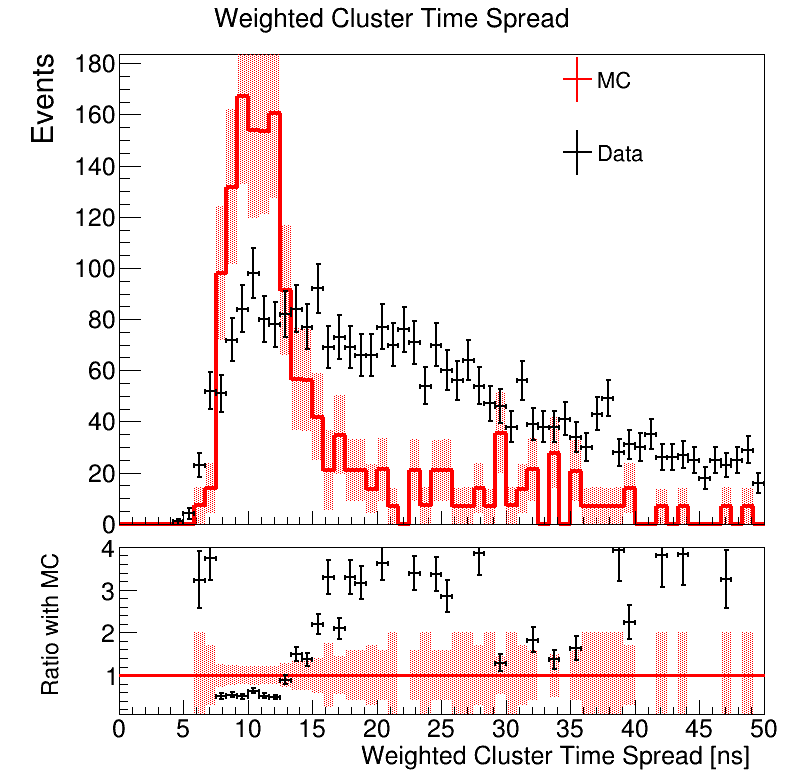 Weighted Cluster Time Spread
Events
180
160
140
120
100
80
60
40
20
0
MC
Data
Ratio with MC
4
3
2
1
0 5 10 15 20 25 30 35 40 45 50
Weighted Cluster Time Spread [ns]